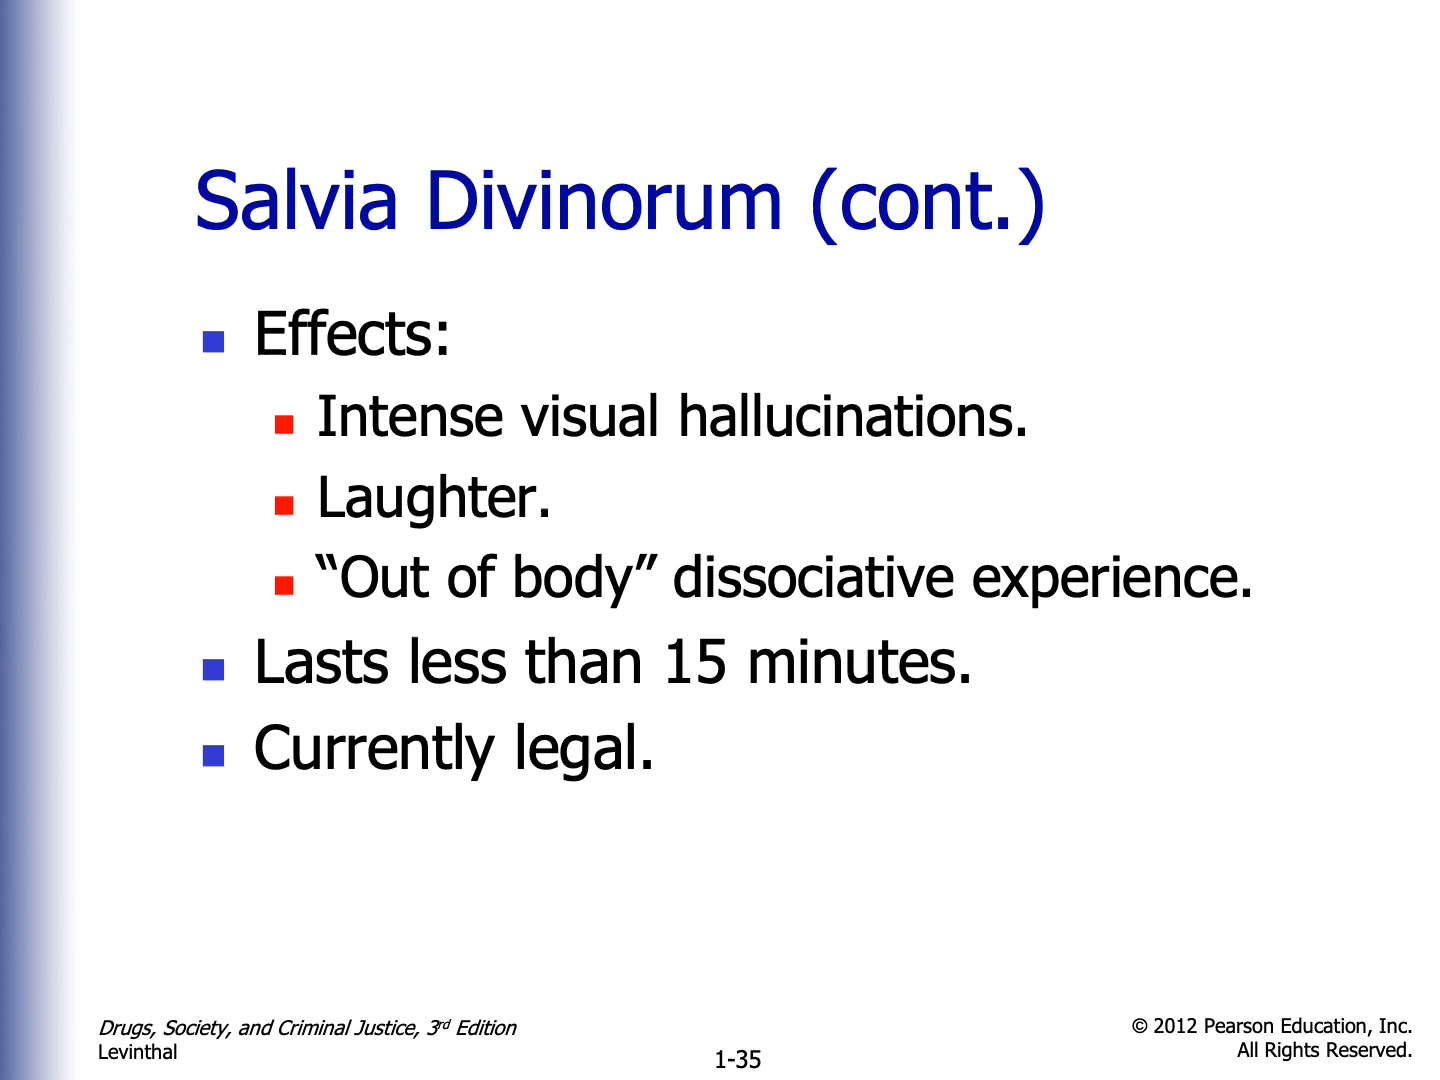 Salvia Divinorum (cont.)
Effects:
Intense visual hallucinations.
Laughter.
“Out of body” dissociative experience.
Lasts less than 15 minutes.
Currently legal.
Drugs, Society, and Criminal Justice, 3rd Edition
Levinthal
1-35
© 2012 Pearson Education, Inc.
All Rights Reserved.